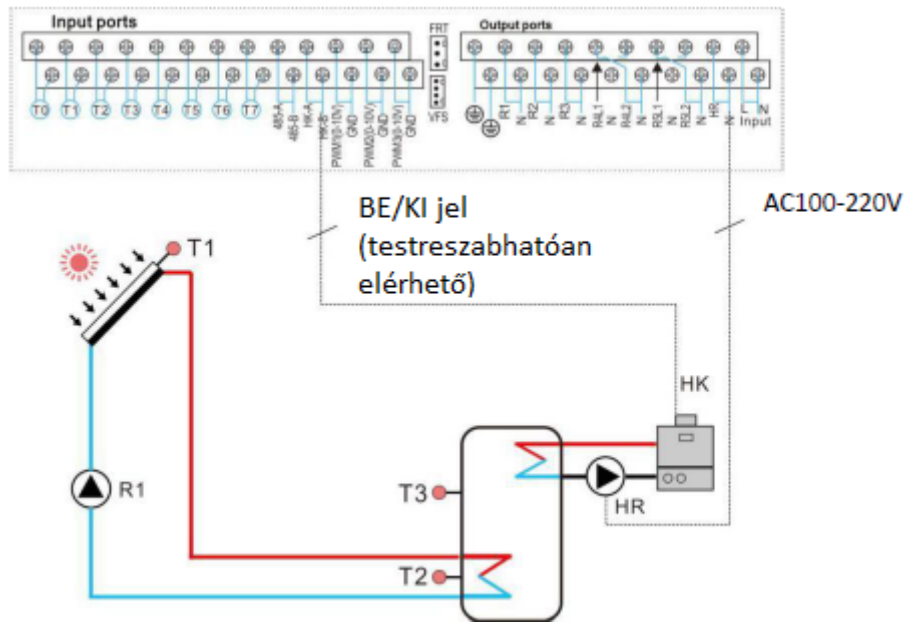 Input ports
FRT
Output ports
T0 T1 T2 T3 T4 T5 T6 T7
485-A
485-B
HK-A
HK-B
PWM1(0-10V)
GND
PWM2(0-10V)
GND
PWM3(0-10V)
GND
VFS
R1
N
R2
N
R3
N
R4L1
N
R4L2
N
R5L1
N
R5L2
N
HR
N
L N
Input
BE/KI jel
(testreszabhatóan
elérhető)
AC100-220V
T1
HK
R1
T3
HR
T2